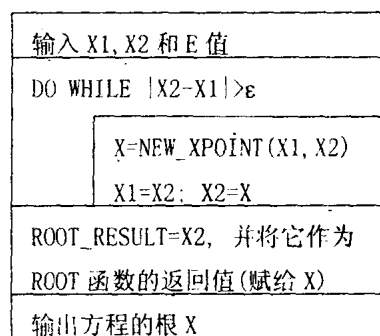 输入 X1, X2 和 E 值
DO WHILE |X2-X1|>ε
X=NEW_XPOINT(X1, X2)
X1=X2; X2=X
ROOT_RESULT=X2, 并将它作为
ROOT 函数的返回值(赋给 X)
输出方程的根 X